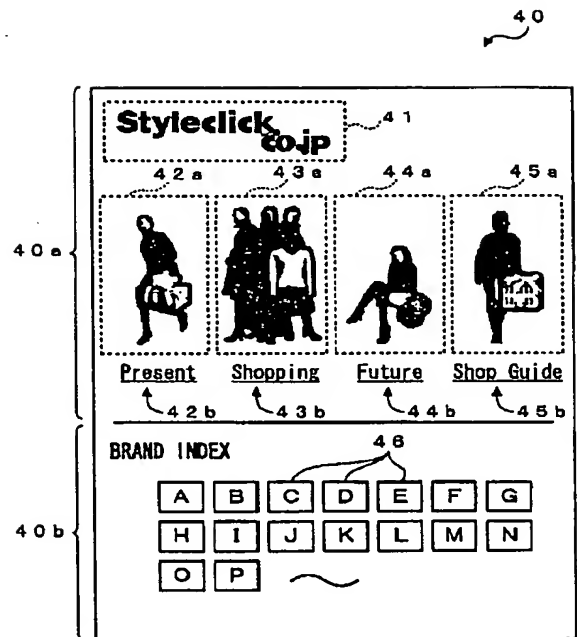 40
Styleclick.co.jp
41
42a 43a 44a 45a
40a
Present Shopping Future Shop Guide
42b 43b 44b 45b
BRAND INDEX
46
A B C D E F G
40b
H I J K L M N
O P